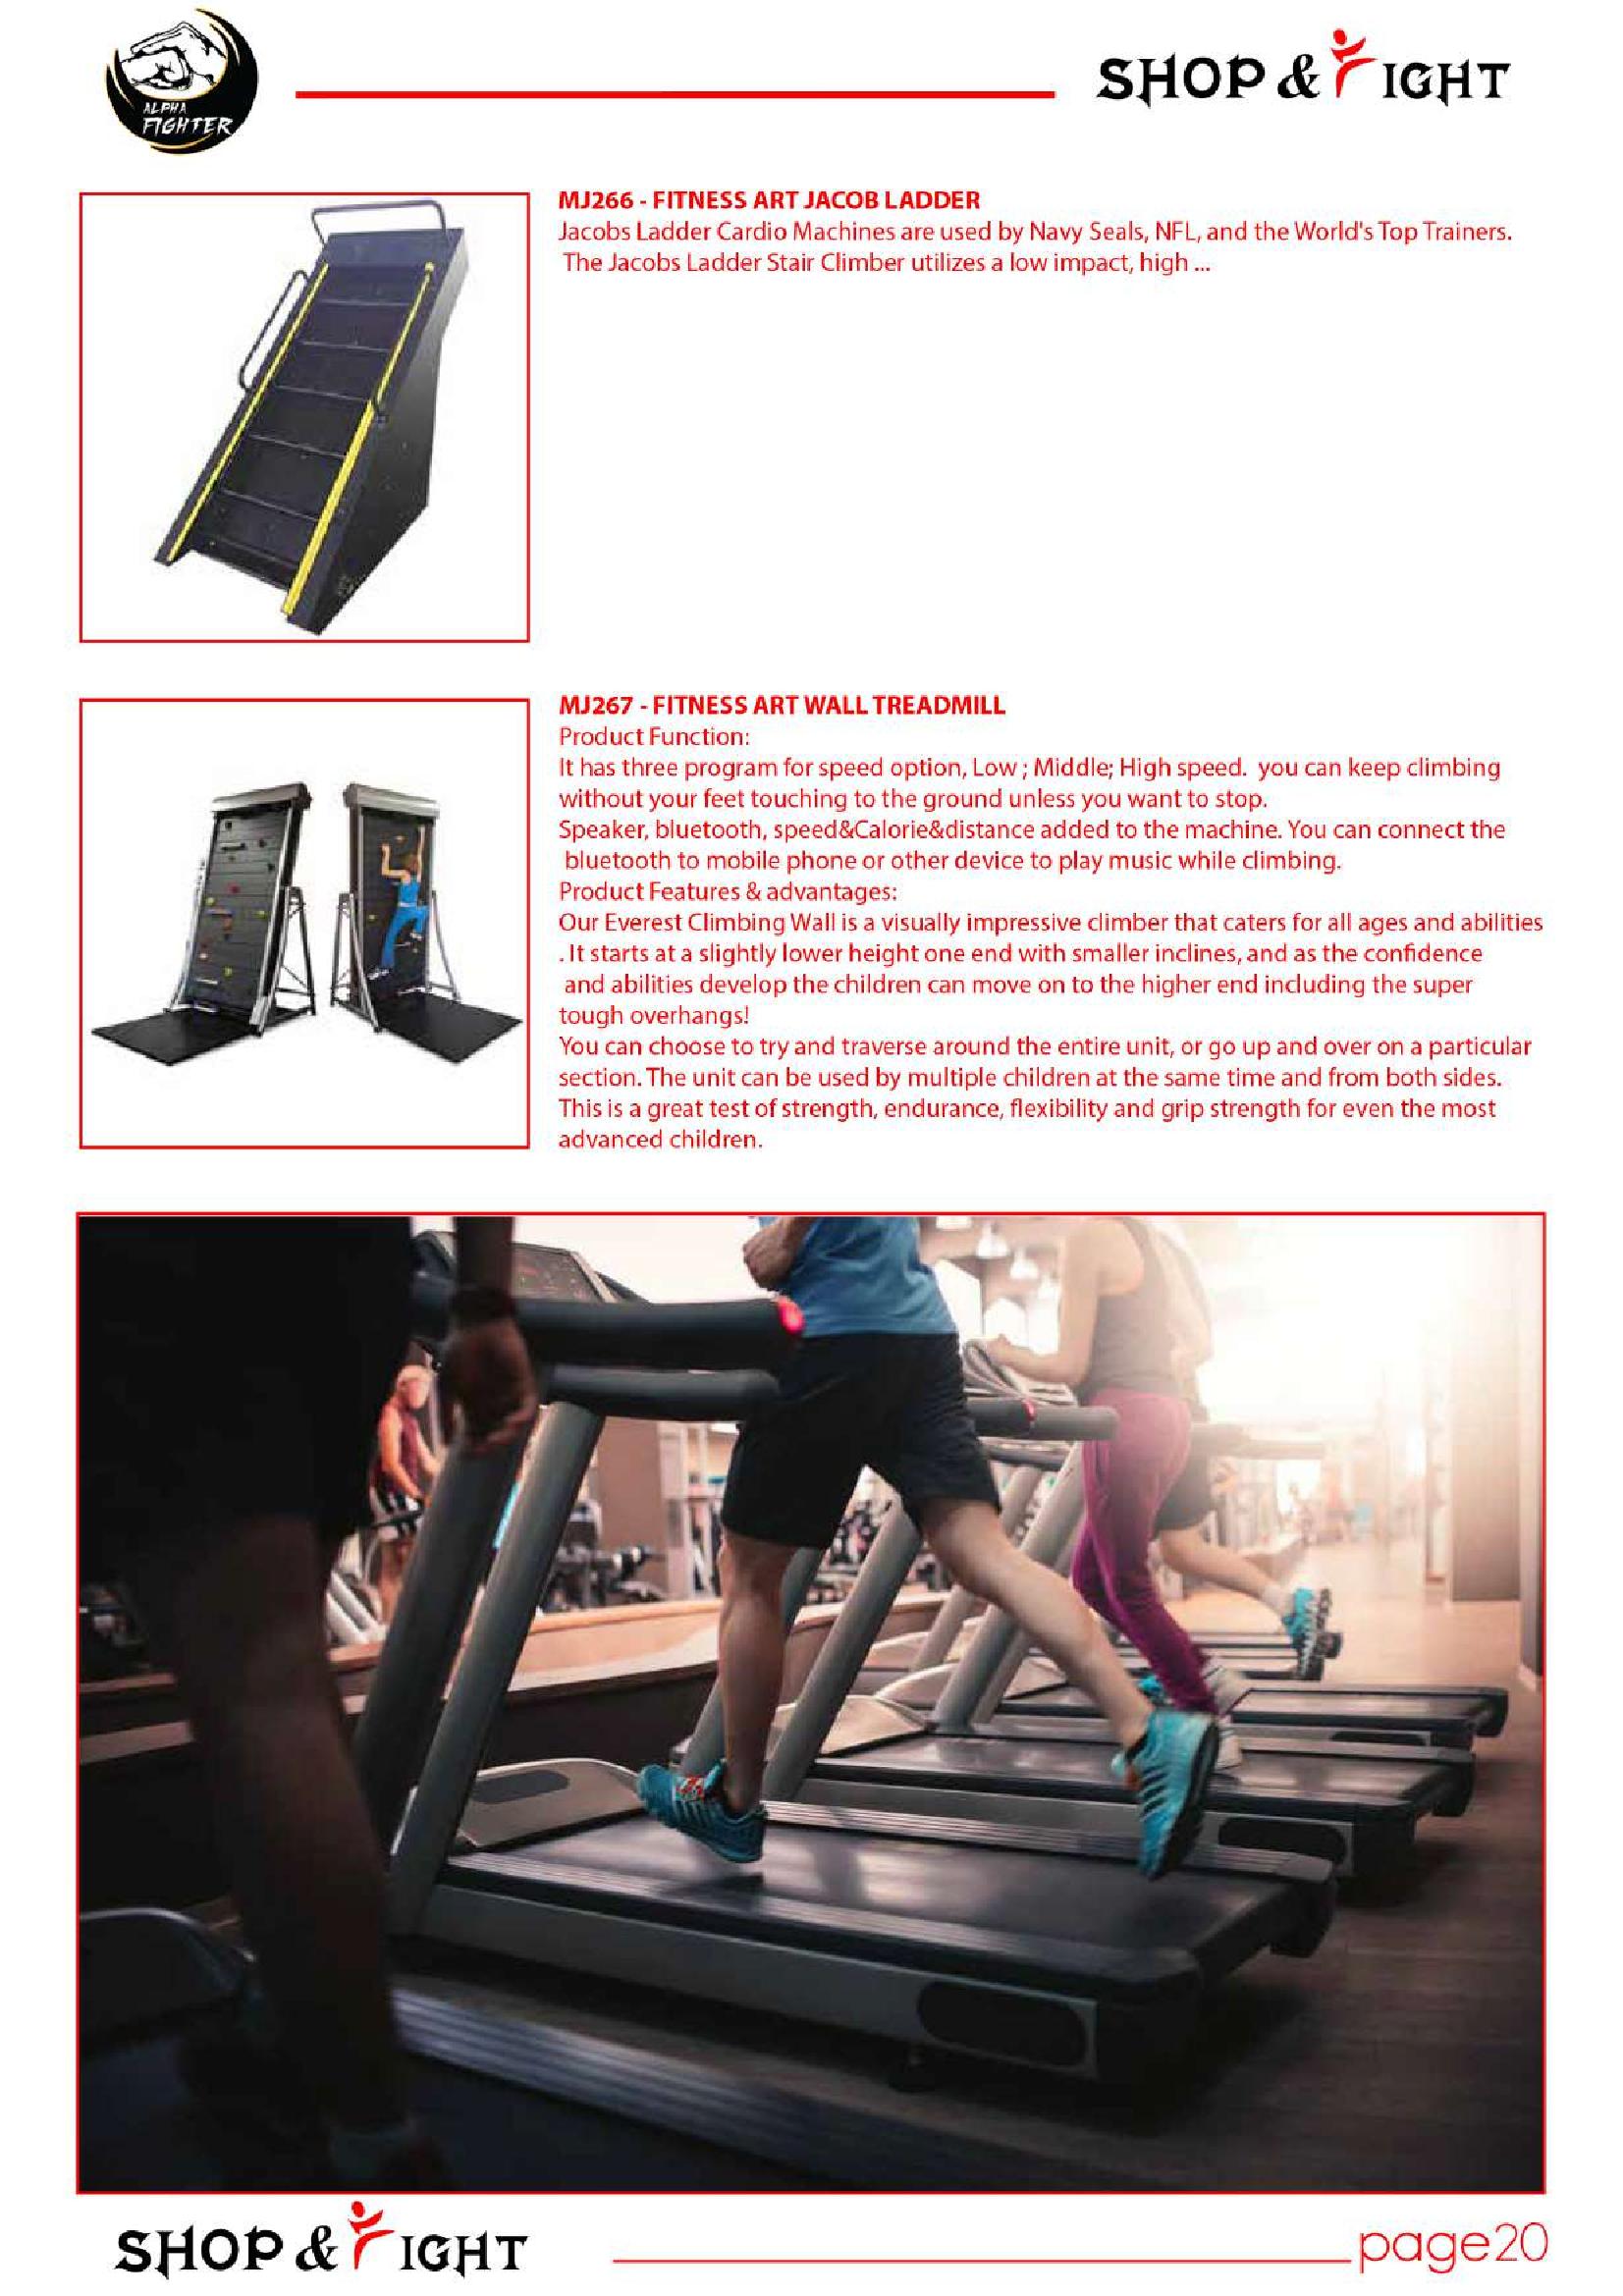 ALPHA
FIGHTER
SHOP & FIGHT
MJ266 - FITNESS ART JACOB LADDER
Jacobs Ladder Cardio Machines are used by Navy Seals, NFL, and the World's Top Trainers.
The Jacobs Ladder Stair Climber utilizes a low impact, high ...
MJ267 - FITNESS ART WALL TREADMILL
Product Function:
It has three program for speed option, Low ; Middle; High speed.  you can keep climbing
without your feet touching to the ground unless you want to stop.
Speaker, bluetooth, speed&Calorie&distance added to the machine. You can connect the
bluetooth to mobile phone or other device to play music while climbing.
Product Features & advantages:
Our Everest Climbing Wall is a visually impressive climber that caters for all ages and abilities
. It starts at a slightly lower height one end with smaller inclines, and as the confidence
and abilities develop the children can move on to the higher end including the super
tough overhangs!
You can choose to try and traverse around the entire unit, or go up and over on a particular
section. The unit can be used by multiple children at the same time and from both sides.
This is a great test of strength, endurance, flexibility and grip strength for even the most
advanced children.
SHOP & FIGHT
page20